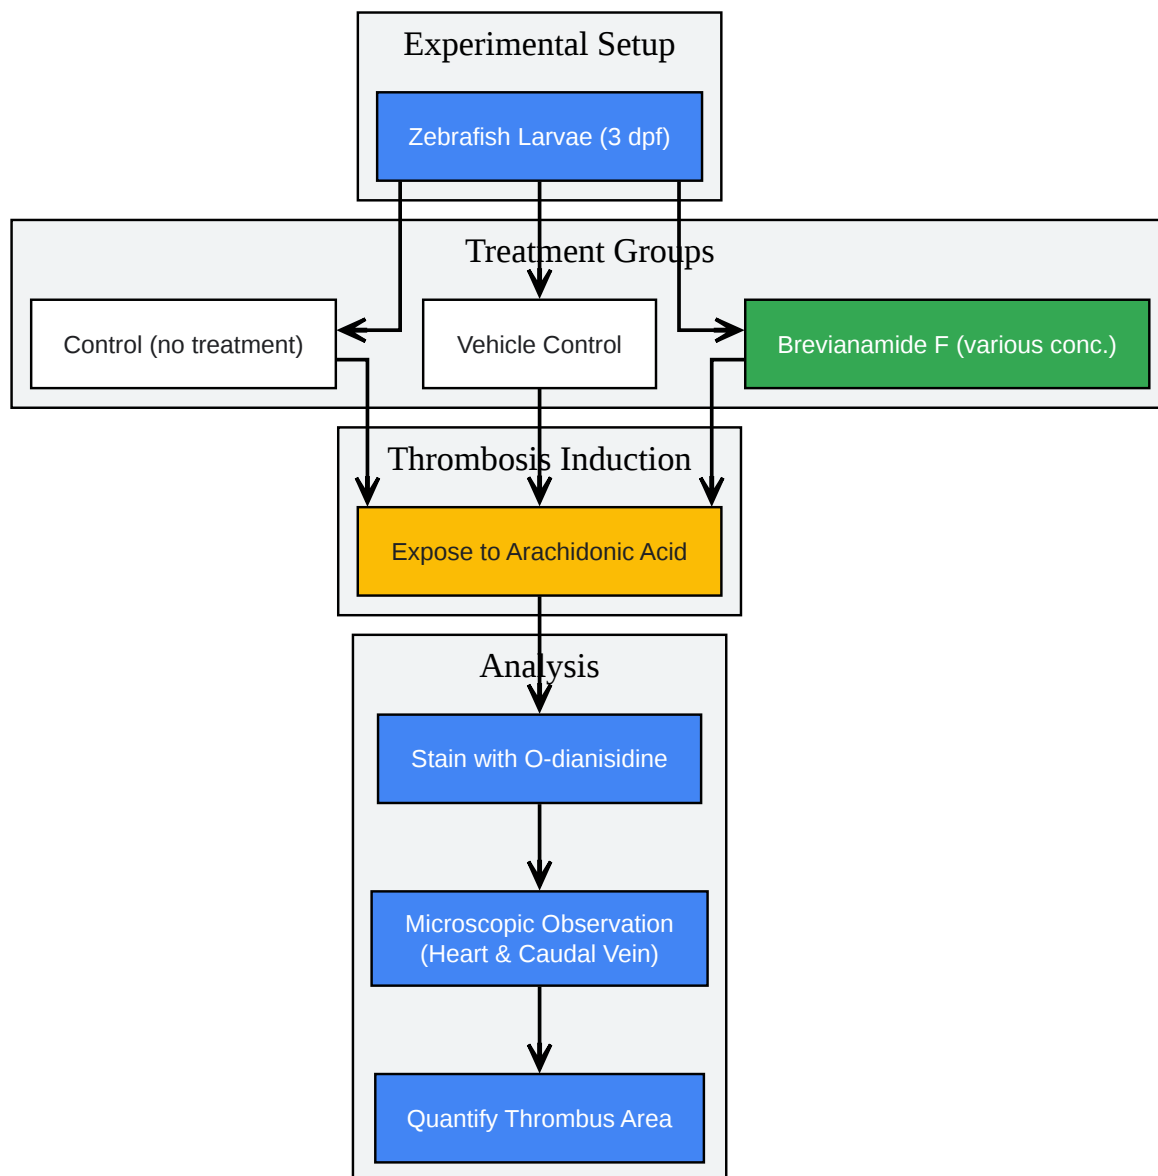 Experimental Setup
Zebrafish Larvae (3 dpf)
Treatment Groups
Control (no treatment)
Vehicle Control
Brevianamide F (various conc.)
Thrombosis Induction
Expose to Arachidonic Acid
Analysis
Stain with O-dianisidine
Microscopic Observation
(Heart & Caudal Vein)
Quantify Thrombus Area